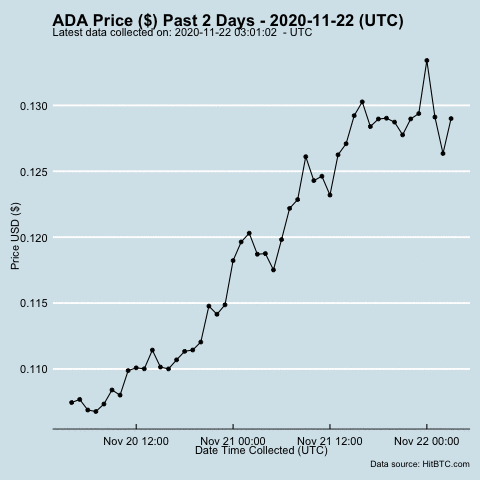 ADA Price ($) Past 2 Days - 2020-11-22 (UTC)
Latest data collected on: 2020-11-22 03:01:02 - UTC
0.130
0.125
0.120
0.115
0.110
Price USD ($)
Nov 20 12:00 Nov 21 00:00 Nov 21 12:00 Nov 22 00:00
Date Time Collected (UTC)
Data source: HitBTC.com